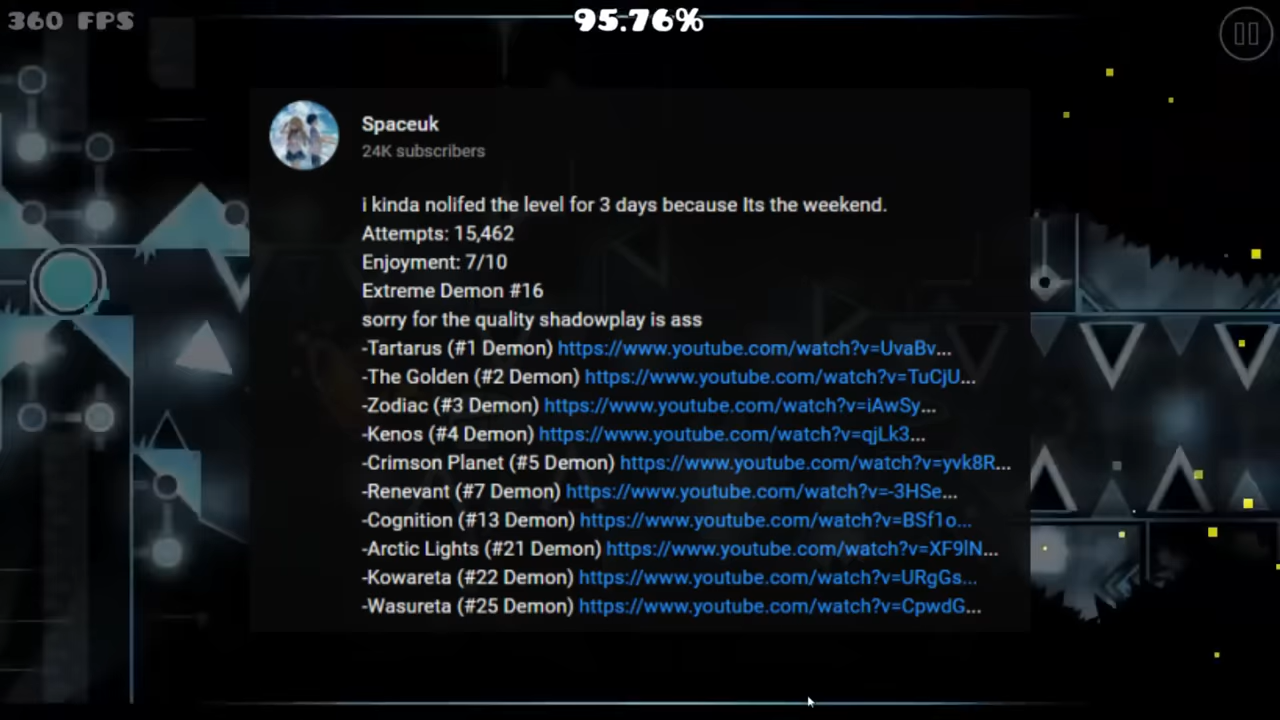 360 FPS
95.76%
Spaceuk
24K subscribers
i kinda nolifed the level for 3 days because Its the weekend.
Attempts: 15,462
Enjoyment: 7/10
Extreme Demon #16
sorry for the quality shadowplay is ass
-Tartarus (#1 Demon) https://www.youtube.com/watch?v=UvaBv...
-The Golden (#2 Demon) https://www.youtube.com/watch?v=TuCjU...
-Zodiac (#3 Demon) https://www.youtube.com/watch?v=iAwSy...
-Kenos (#4 Demon) https://www.youtube.com/watch?v=qjLk3...
-Crimson Planet (#5 Demon) https://www.youtube.com/watch?v=yvk8R...
-Renevant (#7 Demon) https://www.youtube.com/watch?v=-3HSe...
-Cognition (#13 Demon) https://www.youtube.com/watch?v=BSf1o...
-Arctic Lights (#21 Demon) https://www.youtube.com/watch?v=XF9lN...
-Kowareta (#22 Demon) https://www.youtube.com/watch?v=URgGs...
-Wasureta (#25 Demon) https://www.youtube.com/watch?v=CpwdG...